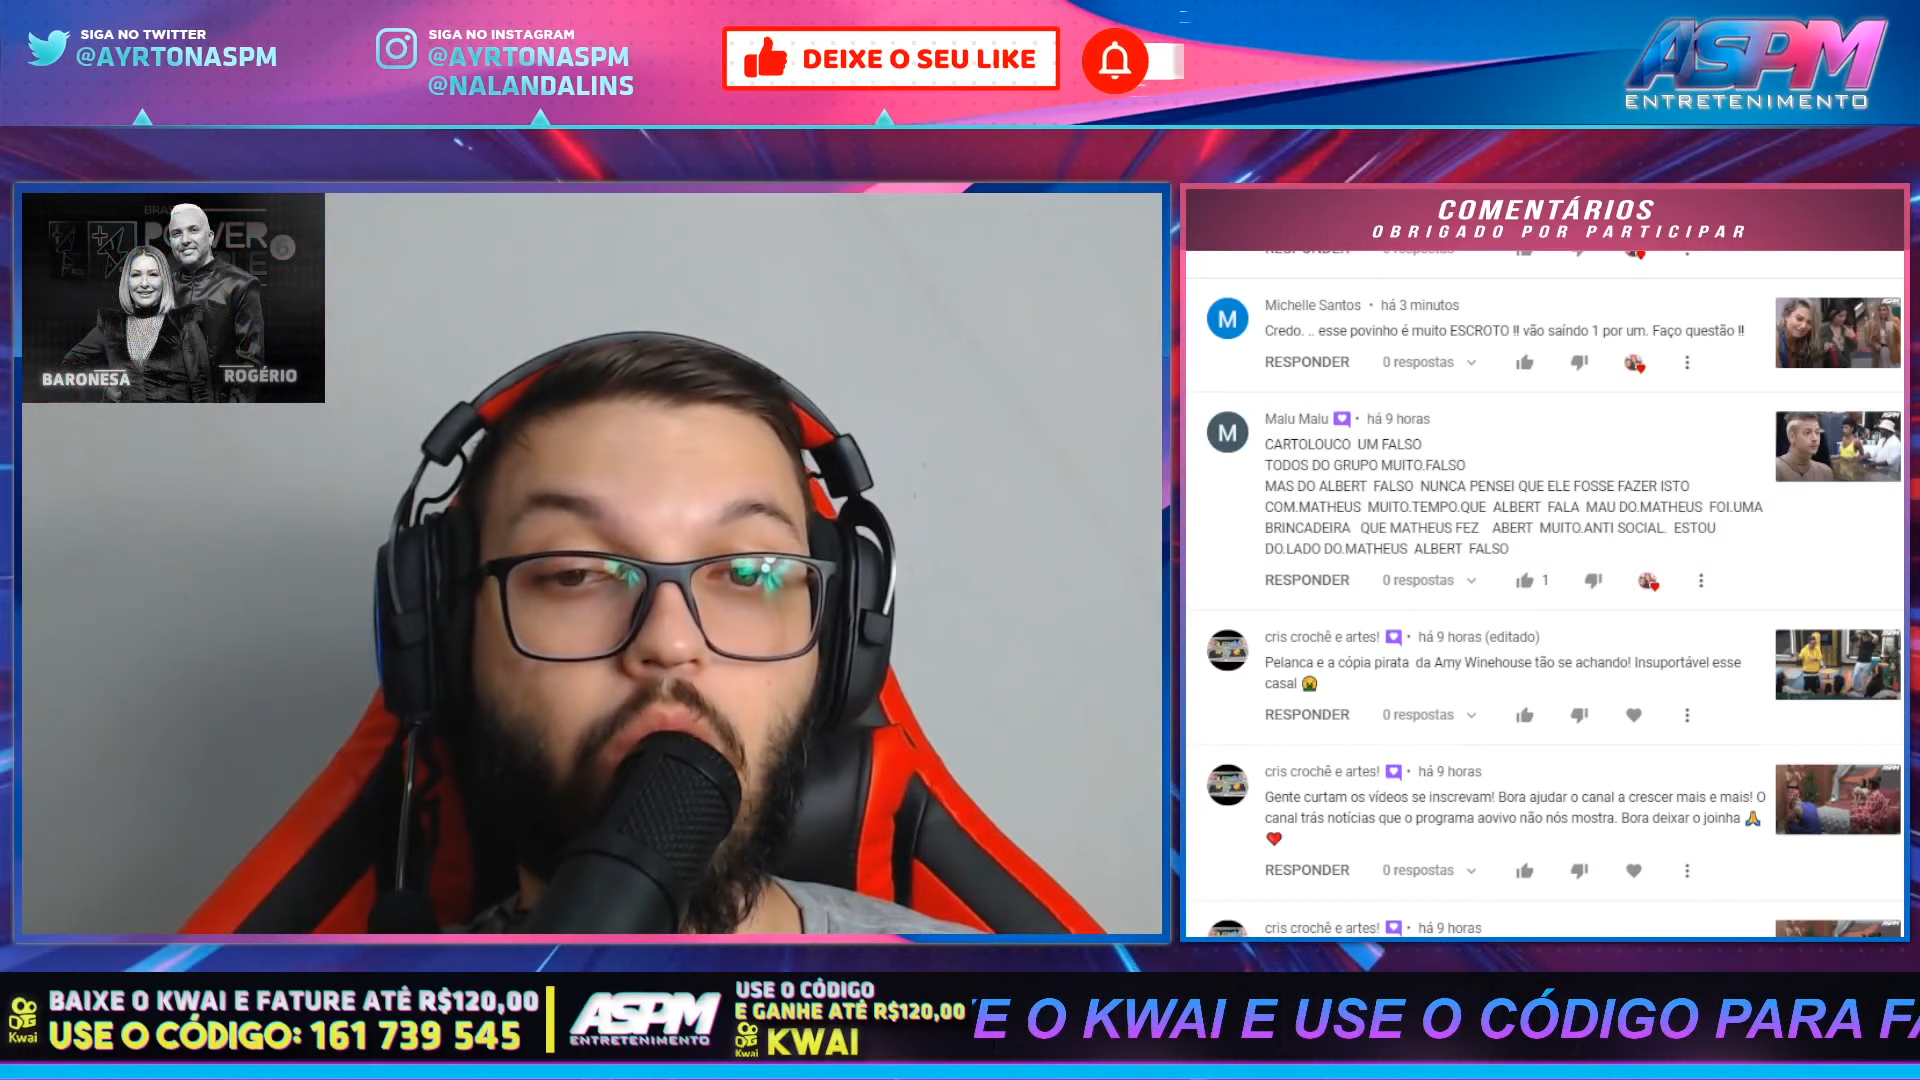 SIGA NO TWITTER
@AYRTONASPM
SIGA NO INSTAGRAM
@AYRTONASPM
@NALANDALINS
DEIXE O SEU LIKE
ASPM
ENTRETENIMENTO
POWER
6
BARONESA
ROGÉRIO
COMENTÁRIOS
OBRIGADO POR PARTICIPAR
RESPONDER 0 respostas
M
Michelle Santos • há 3 minutos
Credo. .. esse povinho é muito ESCROTO !! vão saíndo 1 por um. Faço questão !!
RESPONDER 0 respostas
M
Malu Malu • há 9 horas
CARTOLOUCO UM FALSO
TODOS DO GRUPO MUITO.FALSO
MAS DO ALBERT FALSO NUNCA PENSEI QUE ELE FOSSE FAZER ISTO
COM.MATHEUS MUITO.TEMPO.QUE ALBERT FALA MAU DO.MATHEUS FOI.UMA
BRINCADEIRA QUE MATHEUS FEZ ABERT MUITO.ANTI SOCIAL. ESTOU
DO.LADO DO.MATHEUS ALBERT FALSO
RESPONDER 0 respostas 1
cris crochê e artes! • há 9 horas (editado)
Pelanca e a cópia pirata da Amy Winehouse tão se achando! Insuportável esse
casal 🤮
RESPONDER 0 respostas
cris crochê e artes! • há 9 horas
Gente curtam os vídeos se inscrevam! Bora ajudar o canal a crescer mais e mais! O
canal trás notícias que o programa aovivo não nós mostra. Bora deixar o joinha 🙏
❤️
RESPONDER 0 respostas
cris crochê e artes! • há 9 horas
Kwai
BAIXE O KWAI E FATURE ATÉ R$120,00
USE O CÓDIGO: 161 739 545
ASPM
ENTRETENIMENTO
USE O CÓDIGO
E GANHE ATÉ R$120,00
Kwai
KWAI
E O KWAI E USE O CÓDIGO PARA FA